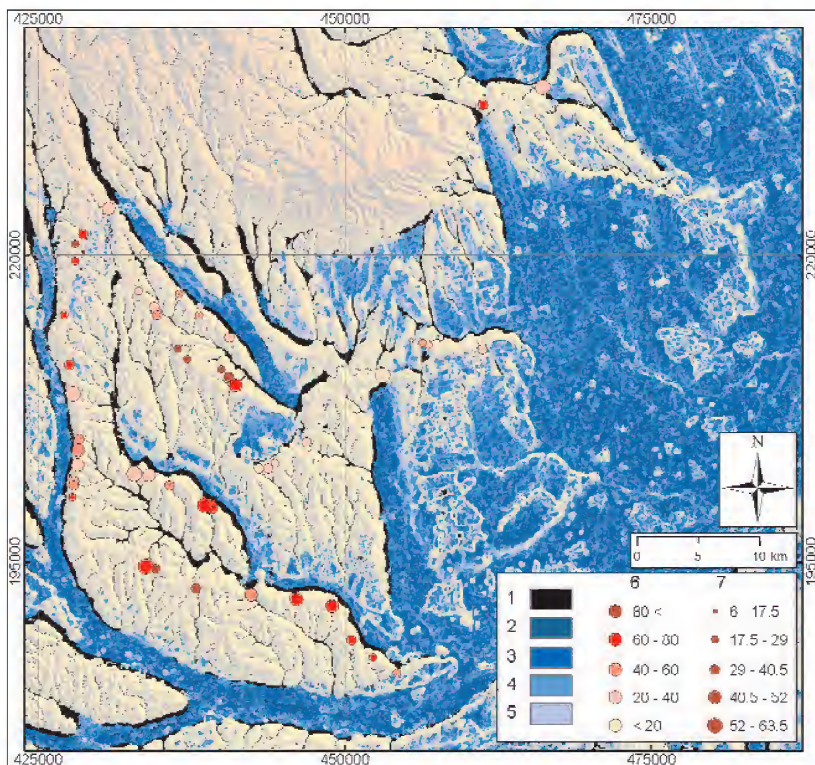 425000 450000 475000
220000 220000
N
0 5 10 km
195000 195000
6 7
1 80 < 6 - 17.5
2 60 - 80 17.5 - 29
3 40 - 60 29 - 40.5
4 20 - 40 40.5 - 52
5 < 20 52 - 63.5
425000 450000 475000